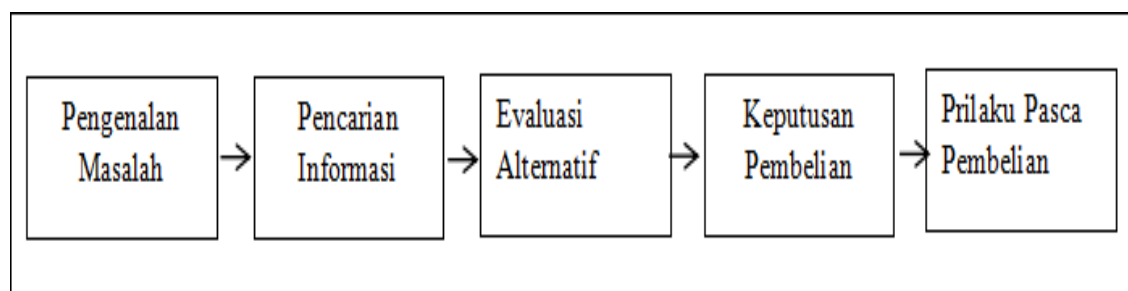 Pengenalan
Masalah
Pencarian
Informasi
Evaluasi
Alternatif
Keputusan
Pembelian
Prilaku Pasca
Pembelian